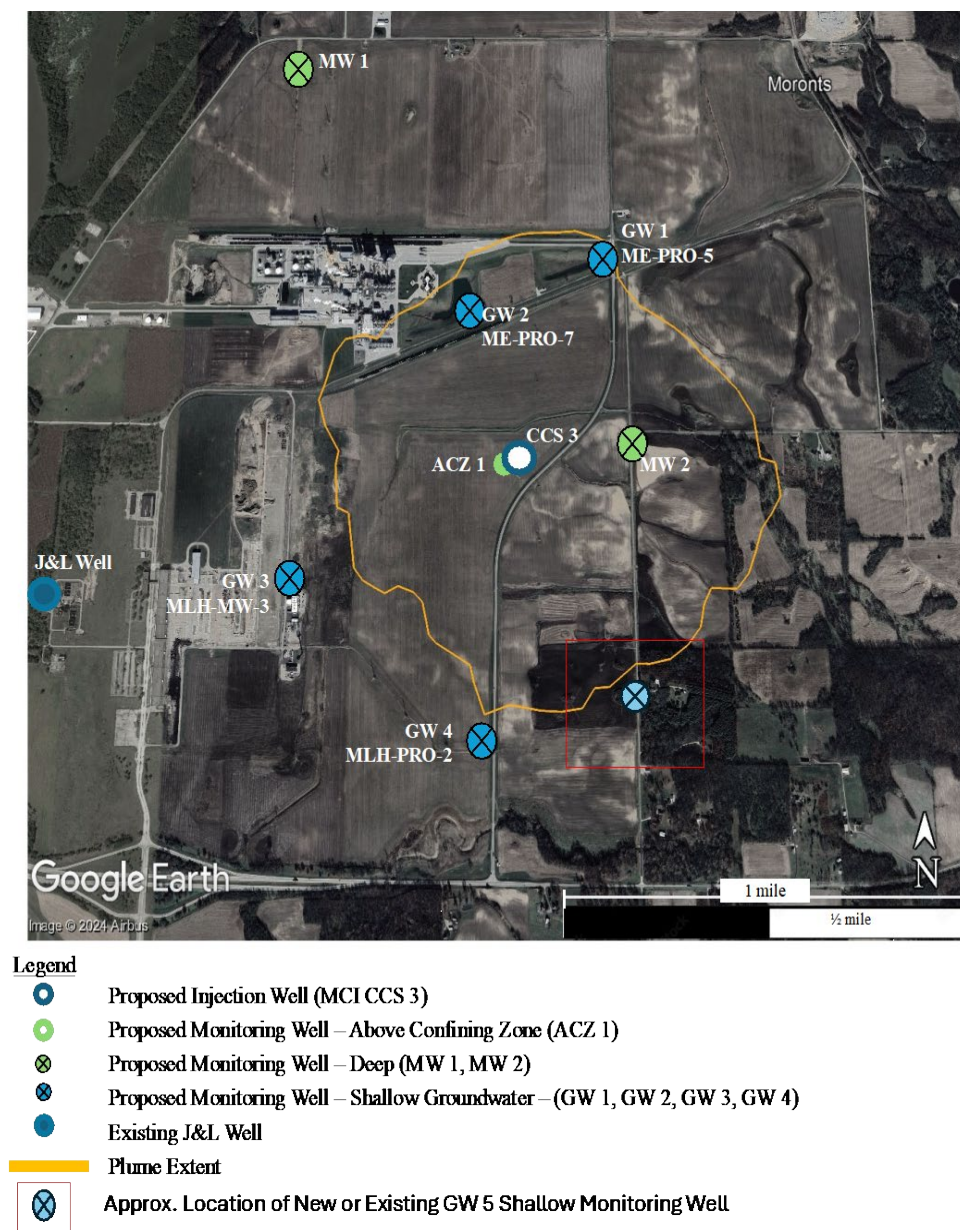 MW 1
Moronts
GW 1
ME-PRO-5
GW 2
ME-PRO-7
CCS 3
ACZ 1
MW 2
J&L Well
GW 3
MLH-MW-3
GW 4
MLH-PRO-2
N
Google Earth
1 mile
½ mile
Image © 2024 Airbus
Legend
Proposed Injection Well (MCI CCS 3)
Proposed Monitoring Well – Above Confining Zone (ACZ 1)
Proposed Monitoring Well – Deep (MW 1, MW 2)
Proposed Monitoring Well – Shallow Groundwater – (GW 1, GW 2, GW 3, GW 4)
Existing J&L Well
Plume Extent
Approx. Location of New or Existing GW 5 Shallow Monitoring Well